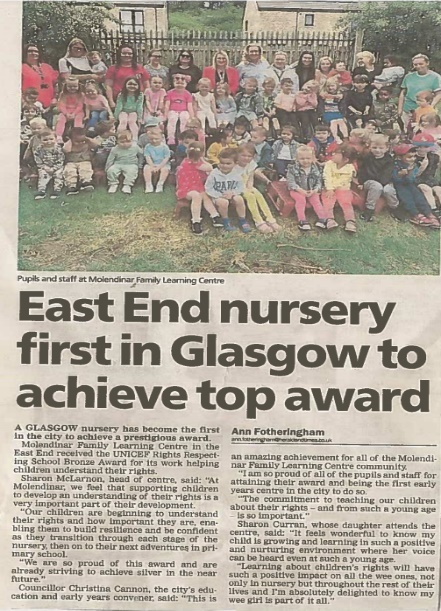 Pupils and staff at Molendinar Family Learning Centre
East End nursery
first in Glasgow to
achieve top award
A GLASGOW nursery has become the first
in the city to achieve a prestigious award.
Molendinar Family Learning Centre in the
East End received the UNICEF Rights Respect-
ing School Bronze Award for its work helping
children understand their rights.
Sharon McLarnon, head of centre, said: "At
Molendinar, we feel that supporting children
to develop an understanding of their rights is a
very important part of their development.
"Our children are beginning to understand
their rights and how important they are, ena-
bling them to build resilience and be confident
as they transition through each stage of the
nursery, then on to their next adventures in pri-
mary school.
"We are so proud of this award and are
already striving to achieve silver in the near
future."
Councillor Christina Cannon, the city's edu-
cation and early years convener, said: "This is
Ann Fotheringham
ann.fotheringham@heraldandtimes.co.uk
an amazing achievement for all of the Molendi-
nar Family Learning Centre community.
"I am so proud of all of the pupils and staff for
attaining their award and being the first early
years centre in the city to do so.
"The commitment to teaching our children
about their rights – and from such a young age
– is so important."
Sharon Curran, whose daughter attends the
centre, said: "It feels wonderful to know my
child is growing and learning in such a positive
and nurturing environment where her voice
can be heard even at such a young age.
"Learning about children's rights will have
such a positive impact on all the wee ones, not
only in nursery but throughout the rest of their
lives and I'm absolutely delighted to know my
wee girl is part of it all."